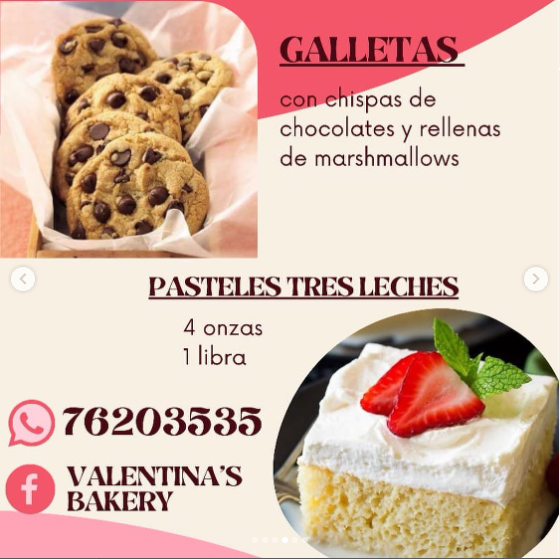 GALLETAS
con chispas de
chocolates y rellenas
de marshmallows
PASTELES TRES LECHES
4 onzas
1 libra
76203535
VALENTINA'S
BAKERY